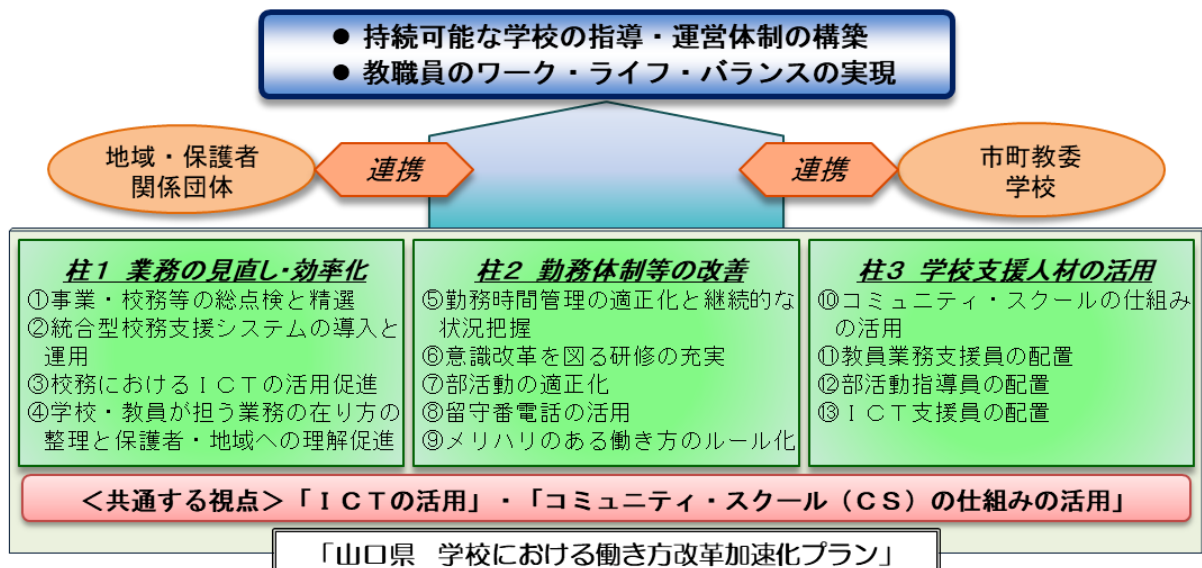 ● 持続可能な学校の指導・運営体制の構築
● 教職員のワーク・ライフ・バランスの実現
地域・保護者
関係団体
連携
連携
市町教委
学校
柱1 業務の見直し・効率化
①事業・校務等の総点検と精選
②統合型校務支援システムの導入と
運用
③校務におけるＩＣＴの活用促進
④学校・教員が担う業務の在り方の
整理と保護者・地域への理解促進
柱２ 勤務体制等の改善
⑤勤務時間管理の適正化と継続的な
状況把握
⑥意識改革を図る研修の充実
⑦部活動の適正化
⑧留守番電話の活用
⑨メリハリのある働き方のルール化
柱３ 学校支援人材の活用
⑩コミュニティ・スクールの仕組み
の活用
⑪教員業務支援員の配置
⑫部活動指導員の配置
⑬ＩＣＴ支援員の配置
＜共通する視点＞「ＩＣＴの活用」・「コミュニティ・スクール（ＣＳ）の仕組みの活用」
「山口県 学校における働き方改革加速化プラン」